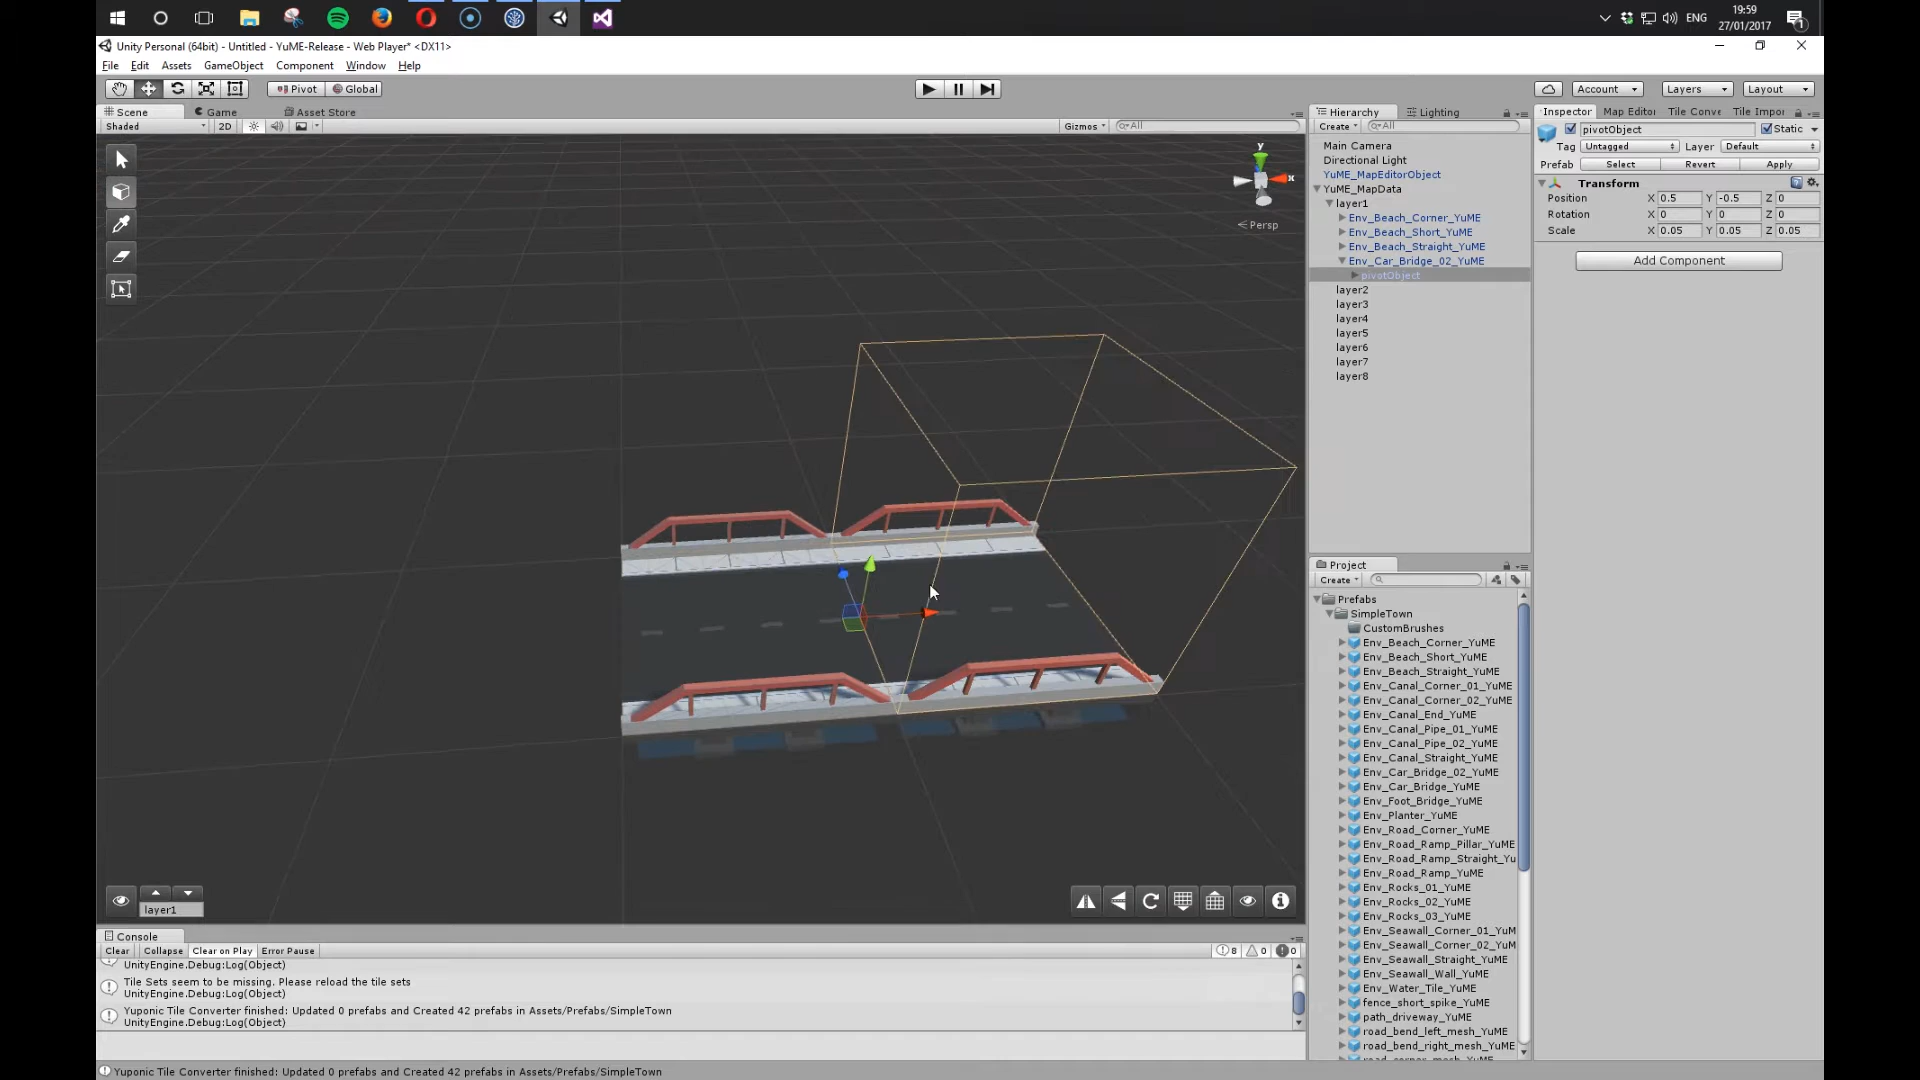 19:59
ENG
27/01/2017
1
Unity Personal (64bit) - Untitled - YuME-Release - Web Player* <DX11>
File Edit Assets GameObject Component Window Help
Pivot Global Account Layers Layout
Scene Game Asset Store
Shaded 2D Gizmos All
y
x
Persp
layer1
Hierarchy Lighting
Create All
Main Camera
Directional Light
YuME_MapEditorObject
YuME_MapData
layer1
Env_Beach_Corner_YuME
Env_Beach_Short_YuME
Env_Beach_Straight_YuME
Env_Car_Bridge_02_YuME
pivotObject
layer2
layer3
layer4
layer5
layer6
layer7
layer8
Inspector Map Editor Tile Conve Tile Impor
pivotObject Static
Tag Untagged Layer Default
Prefab Select Revert Apply
Transform
Position X 0.5 Y -0.5 Z 0
Rotation X 0 Y 0 Z 0
Scale X 0.05 Y 0.05 Z 0.05
Add Component
Project
Create
Prefabs
SimpleTown
CustomBrushes
Env_Beach_Corner_YuME
Env_Beach_Short_YuME
Env_Beach_Straight_YuME
Env_Canal_Corner_01_YuME
Env_Canal_Corner_02_YuME
Env_Canal_End_YuME
Env_Canal_Pipe_01_YuME
Env_Canal_Pipe_02_YuME
Env_Canal_Straight_YuME
Env_Car_Bridge_02_YuME
Env_Car_Bridge_YuME
Env_Foot_Bridge_YuME
Env_Planter_YuME
Env_Road_Corner_YuME
Env_Road_Ramp_Pillar_YuME
Env_Road_Ramp_Straight_Yu
Env_Road_Ramp_YuME
Env_Rocks_01_YuME
Env_Rocks_02_YuME
Env_Rocks_03_YuME
Env_Seawall_Corner_01_YuM
Env_Seawall_Corner_02_YuM
Env_Seawall_Straight_YuME
Env_Seawall_Wall_YuME
Env_Water_Tile_YuME
fence_short_spike_YuME
path_driveway_YuME
road_bend_left_mesh_YuME
road_bend_right_mesh_YuME
road_corner_mesh_YuME
Console
Clear Collapse Clear on Play Error Pause 8 0 0
UnityEngine.Debug:Log(Object)
Tile Sets seem to be missing. Please reload the tile sets
UnityEngine.Debug:Log(Object)
Yuponic Tile Converter finished: Updated 0 prefabs and Created 42 prefabs in Assets/Prefabs/SimpleTown
UnityEngine.Debug:Log(Object)
Yuponic Tile Converter finished: Updated 0 prefabs and Created 42 prefabs in Assets/Prefabs/SimpleTown